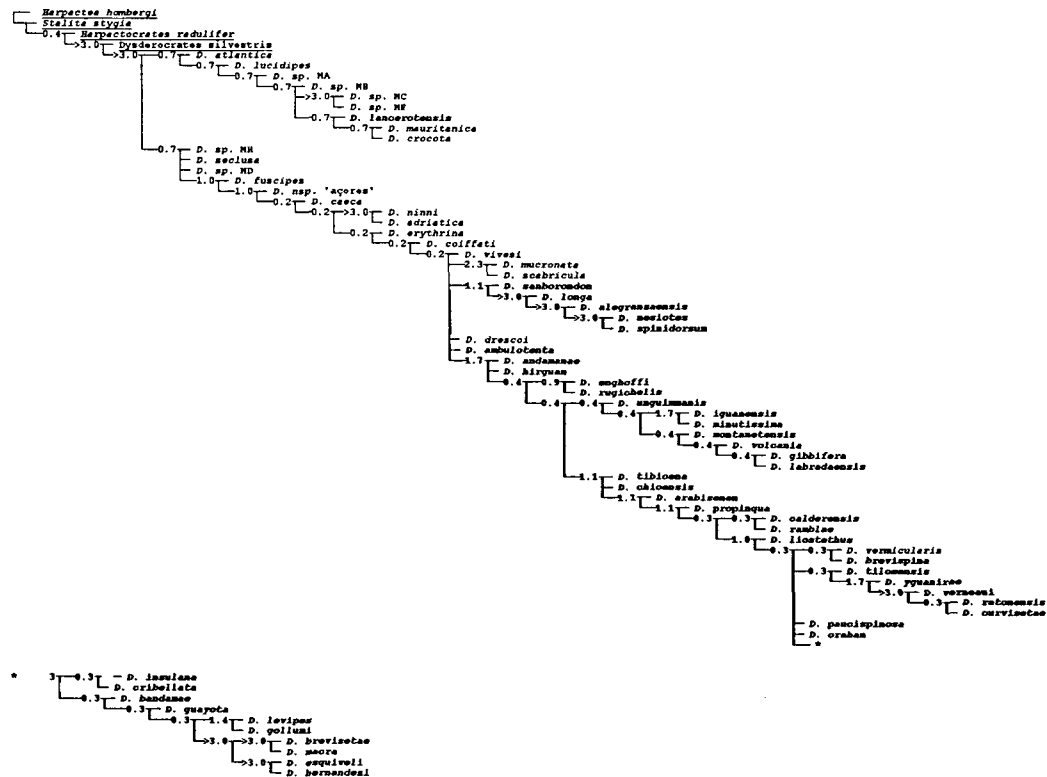 Harpactea hombergi
Stalita stygia
0.4 Harpactocrates radulifer
>3.0 Dysderocrates silvestris
>3.0 0.7 D. atlantica
0.7 D. lucidipes
0.7 D. sp. MA
0.7 D. sp. MB
>3.0 D. sp. MC
D. sp. MF
0.7 D. lancerotensis
0.7 D. mauritanica
D. crocota
0.7 D. sp. MH
D. seclusa
D. sp. MD
1.0 D. fuscipes
1.0 D. nsp. 'açores'
0.2 D. caeca
0.2 >3.0 D. ninni
D. adriatica
0.2 D. erythrina
0.2 D. coiffati
0.2 D. vivesi
2.3 D. mucronata
D. scabricula
1.1 D. sanborondon
>3.0 D. longa
>3.0 D. alegranzaensis
>3.0 D. nesiotes
D. spinidorsum
D. drescoi
D. ambulotenta
1.7 D. andamanae
D. hirguan
0.4 0.9 D. enghoffi
D. rugichelis
0.4 0.4 D. unguimmanis
0.4 1.7 D. iguanensis
D. minutissima
0.4 D. montanetensis
0.4 D. volcania
0.4 D. gibbifera
D. labradaensis
1.1 D. tibicena
D. chioensis
1.1 D. arabisenen
1.1 D. propinqua
0.3 0.3 D. calderensis
D. ramblae
1.0 D. liostethus
0.3 0.3 D. vermicularis
D. brevispina
0.3 D. tilosensis
1.7 D. yguanirae
>3.0 D. verneaui
0.3 D. ratonensis
D. curvisetae
D. paucispinosa
D. orahan
*
* 3 0.3 D. insulana
D. cribellata
0.3 D. bandamae
0.3 D. guayota
0.3 1.4 D. levipes
D. gollumi
>3.0 >3.0 D. brevisetae
D. macra
>3.0 D. esquiveli
D. hernandezi